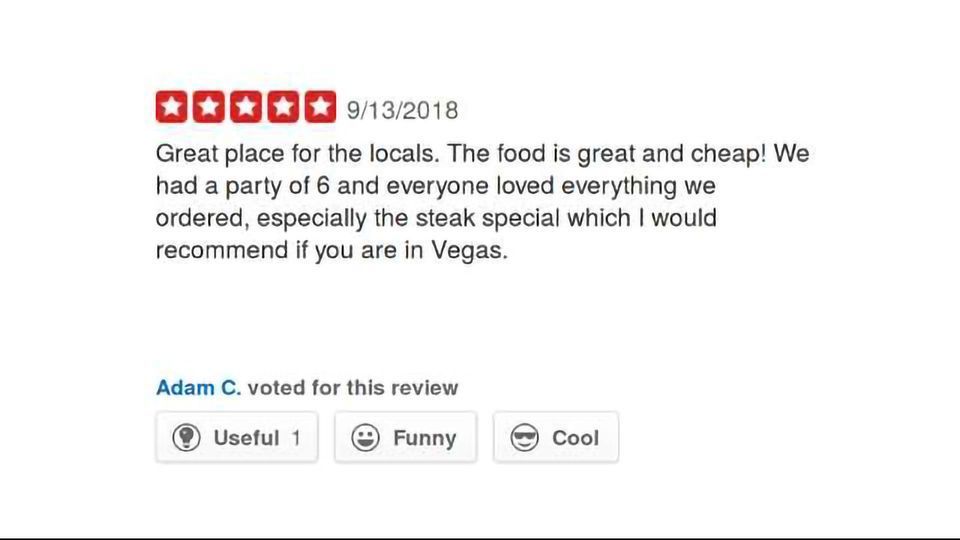 9/13/2018
Great place for the locals. The food is great and cheap! We
had a party of 6 and everyone loved everything we
ordered, especially the steak special which I would
recommend if you are in Vegas.
Adam C. voted for this review
Useful 1 Funny Cool